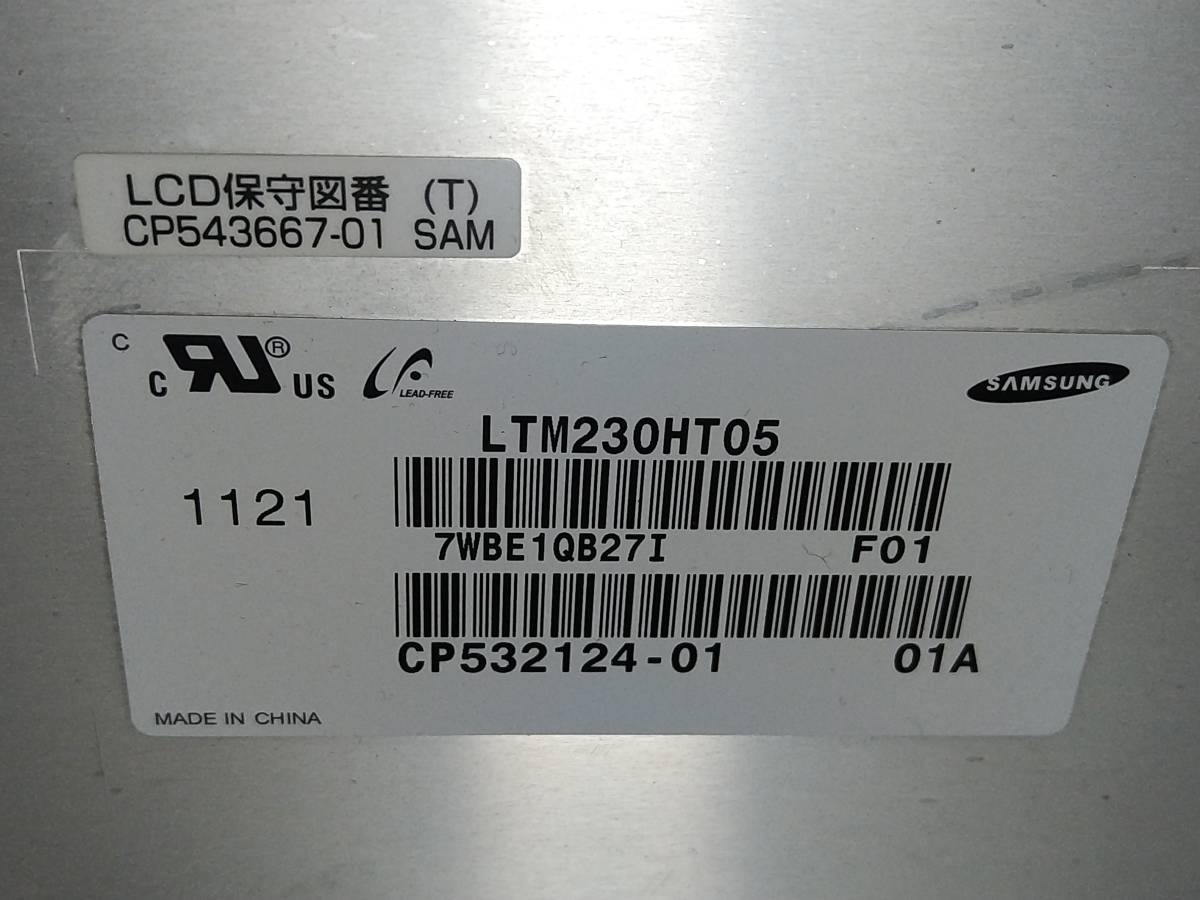 LCD保守図番 (T)
CP543667-01 SAM
C
C RU® US
LEAD-FREE
SAMSUNG
LTM230HT05
1121
7WBE1QB27I F01
CP532124-01 01A
MADE IN CHINA